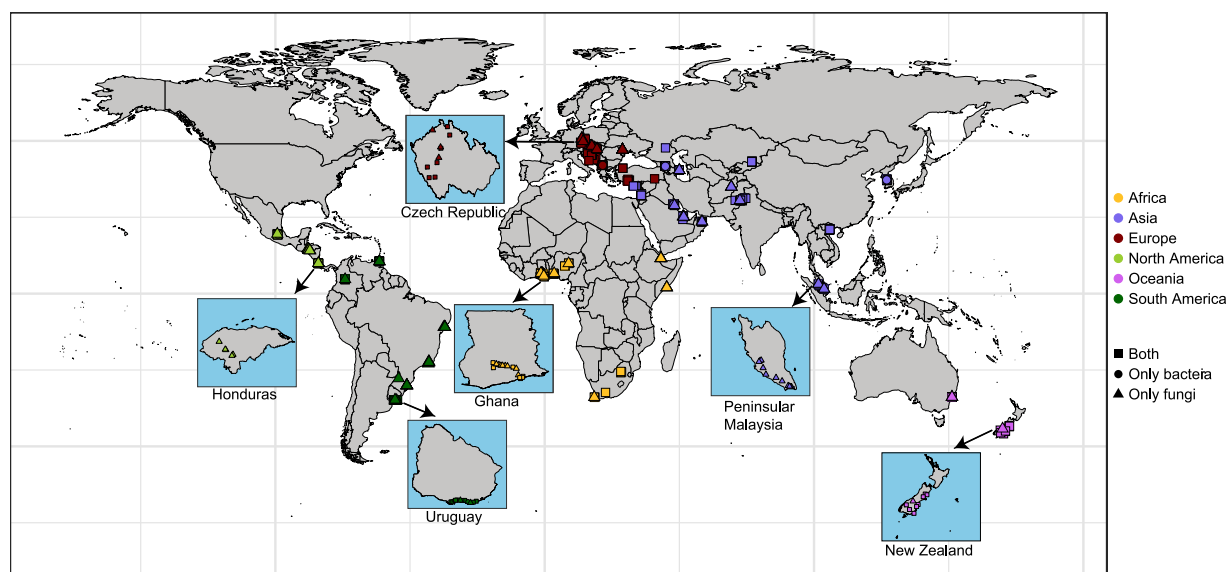 Czech Republic
Honduras
Ghana
Uruguay
Peninsular
Malaysia
New Zealand
Africa
Asia
Europe
North America
Oceania
South America
Both
Only bacteia
Only fungi